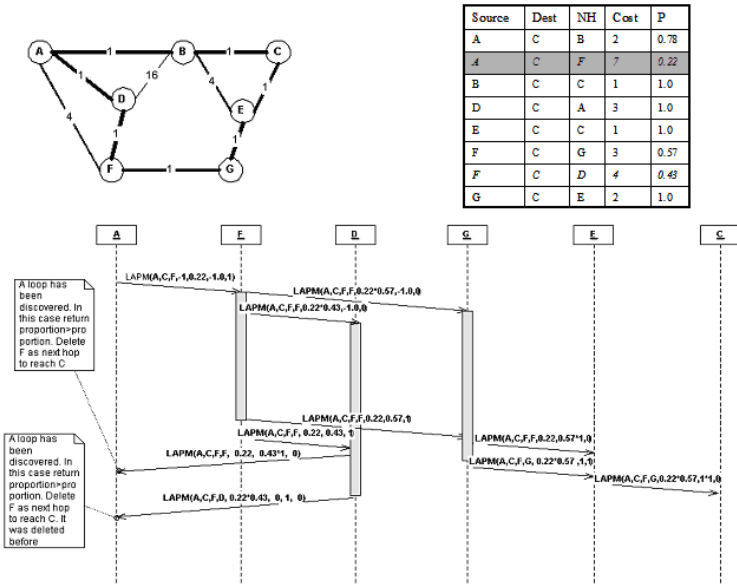 A
B
C
D
E
F
G
1
1
1
16
4
1
4
1
1
1
Source Dest NH Cost P
A C B 2 0.78
A C F 7 0.22
B C C 1 1.0
D C A 3 1.0
E C C 1 1.0
F C G 3 0.57
F C D 4 0.43
G C E 2 1.0
A F D G E C
A loop has
been
discovered. In
this case return
proportion>pro
portion. Delete
F as next hop
to reach C
LAPM(A,C,F,-1,0.22,-1.0,1)
LAPM(A,C,F,F,0.22*0.57,-1.0,0)
LAPM(A,C,F,F,0.22*0.43,-1.0,0)
LAPM(A,C,F,F,0.22,0.57,1)
LAPM(A,C,F,F, 0.22, 0.43, 1)
LAPM(A,C,F,F,0.22,0.57*1,0)
LAPM(A,C,F,F, 0.22, 0.43*1, 0)
LAPM(A,C,F,G, 0.22*0.57 ,1,1)
LAPM(A,C,F,G,0.22*0.57,1*1,0)
LAPM(A,C,F,D, 0.22*0.43, 0, 1, 0)
A loop has
been
discovered. In
this case return
proportion>pro
portion. Delete
F as next hop
to reach C. It
was deleted
before